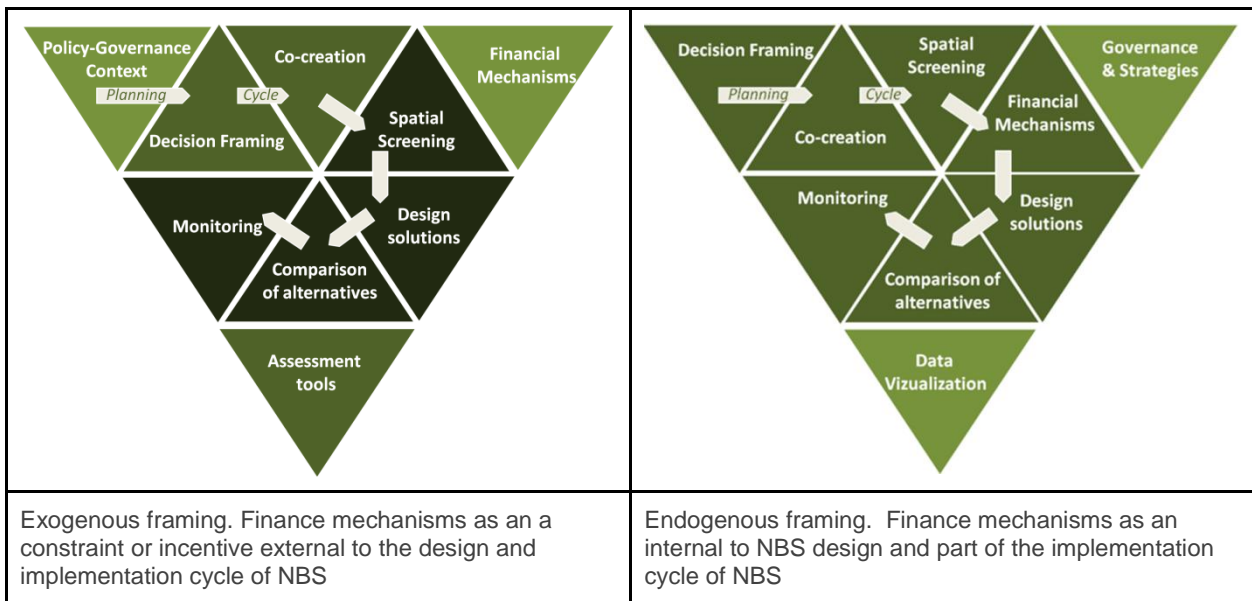 Policy-Governance
Context
Co-creation
Financial
Mechanisms
Planning
Cycle
Decision Framing
Spatial
Screening
Monitoring
Design
solutions
Comparison
of alternatives
Assessment
tools
Exogenous framing. Finance mechanisms as an a
constraint or incentive external to the design and
implementation cycle of NBS
Decision Framing
Spatial
Screening
Governance
& Strategies
Planning
Cycle
Financial
Mechanisms
Co-creation
Monitoring
Design
solutions
Comparison of
alternatives
Data
Vizualization
Endogenous framing. Finance mechanisms as an
internal to NBS design and part of the implementation
cycle of NBS